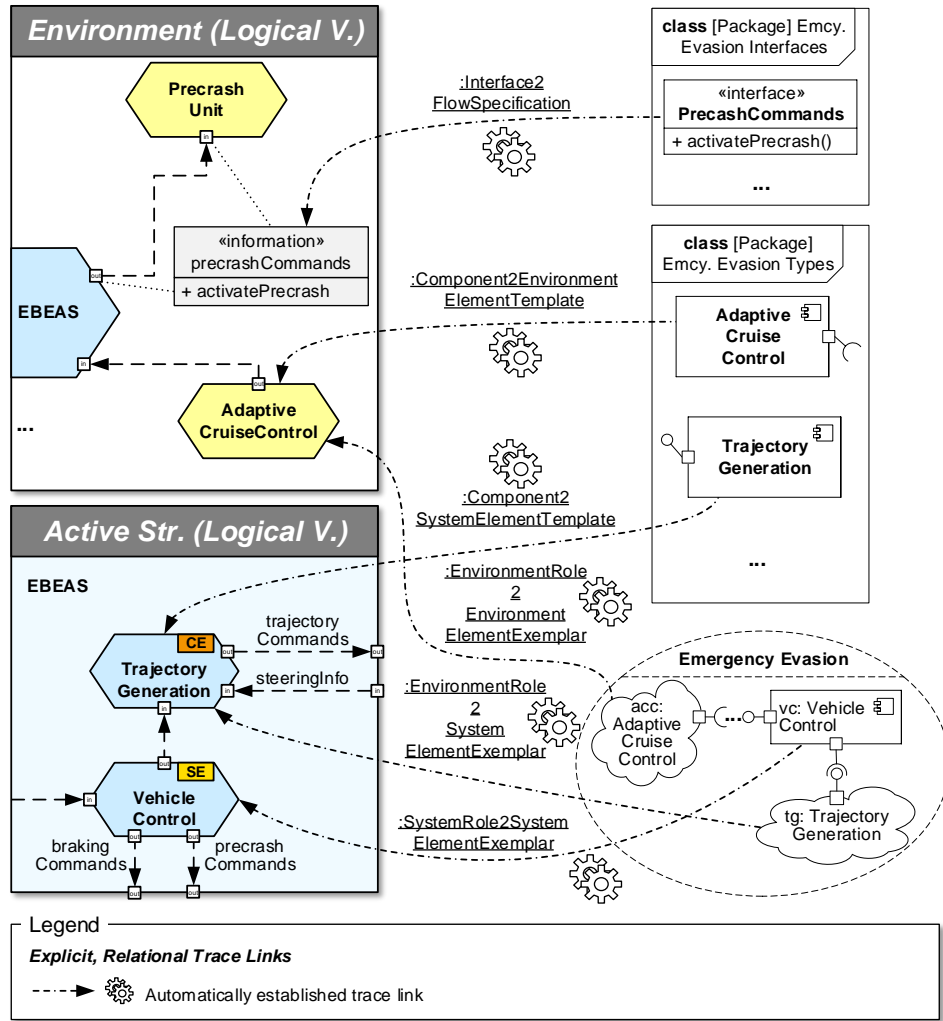 Environment (Logical V.)
Precrash
Unit
in
«information»
precrashCommands
+ activatePrecrash
out
EBEAS
in
out
Adaptive
CruiseControl
...
:Interface2
FlowSpecification
class [Package] Emcy.
Evasion Interfaces
«interface»
PrecashCommands
+ activatePrecrash()
...
:Component2Environment
ElementTemplate
class [Package]
Emcy. Evasion Types
Adaptive
Cruise
Control
Trajectory
Generation
...
:Component2
SystemElementTemplate
Active Str. (Logical V.)
EBEAS
CE
Trajectory
Generation
out
in
in
trajectory
Commands
out
steeringInfo
in
out
SE
Vehicle
Control
in
out
out
braking
Commands
precrash
Commands
out
out
:EnvironmentRole
2
Environment
ElementExemplar
:EnvironmentRole
2
System
ElementExemplar
:SystemRole2System
ElementExemplar
Emergency Evasion
acc:
Adaptive
Cruise
Control
...
vc: Vehicle
Control
tg: Trajectory
Generation
Legend
Explicit, Relational Trace Links
Automatically established trace link